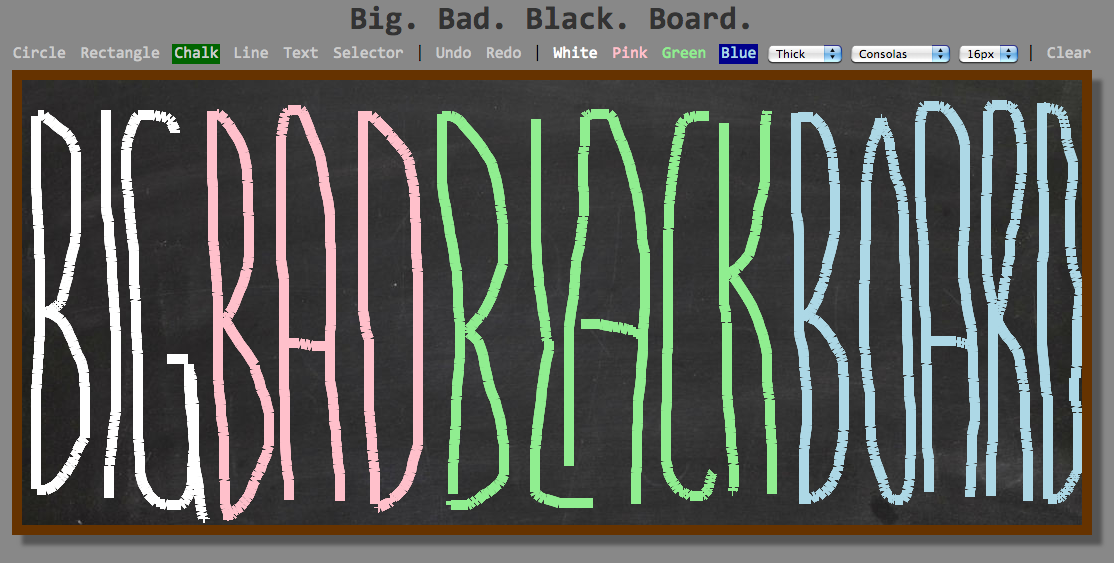 Big. Bad. Black. Board.
Circle Rectangle Chalk Line Text Selector | Undo Redo | White Pink Green Blue Thick Consolas 16px | Clear
BIG BAD BLACK BOARD